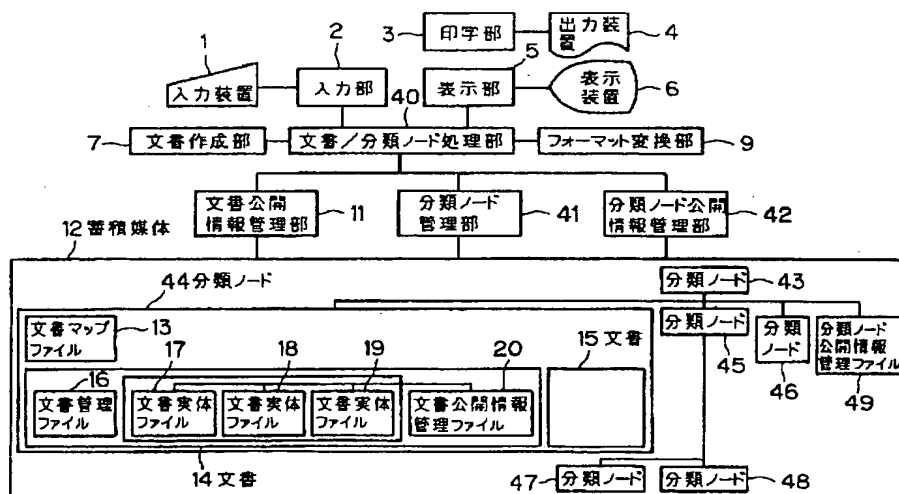 3
印字部
出力装
置
4
1
2
5
入力装置
入力部
表示部
表示
装置
6
40
7
文書作成部
文書/分類ノード処理部
フォーマット変換部
9
文書公開
情報管理部
11
分類ノード
管理部
41
分類ノード公開
情報管理部
42
12蓄積媒体
44分類ノード
分類ノード
43
文書マップ
ファイル
13
分類ノード
45
分類
ノード
46
分類ノード
公開情報
管理ファイル
49
15文書
16
17
18
19
20
文書管理
ファイル
文書実体
ファイル
文書実体
ファイル
文書実体
ファイル
文書公開情報
管理ファイル
14文書
47
分類ノード
分類ノード
48